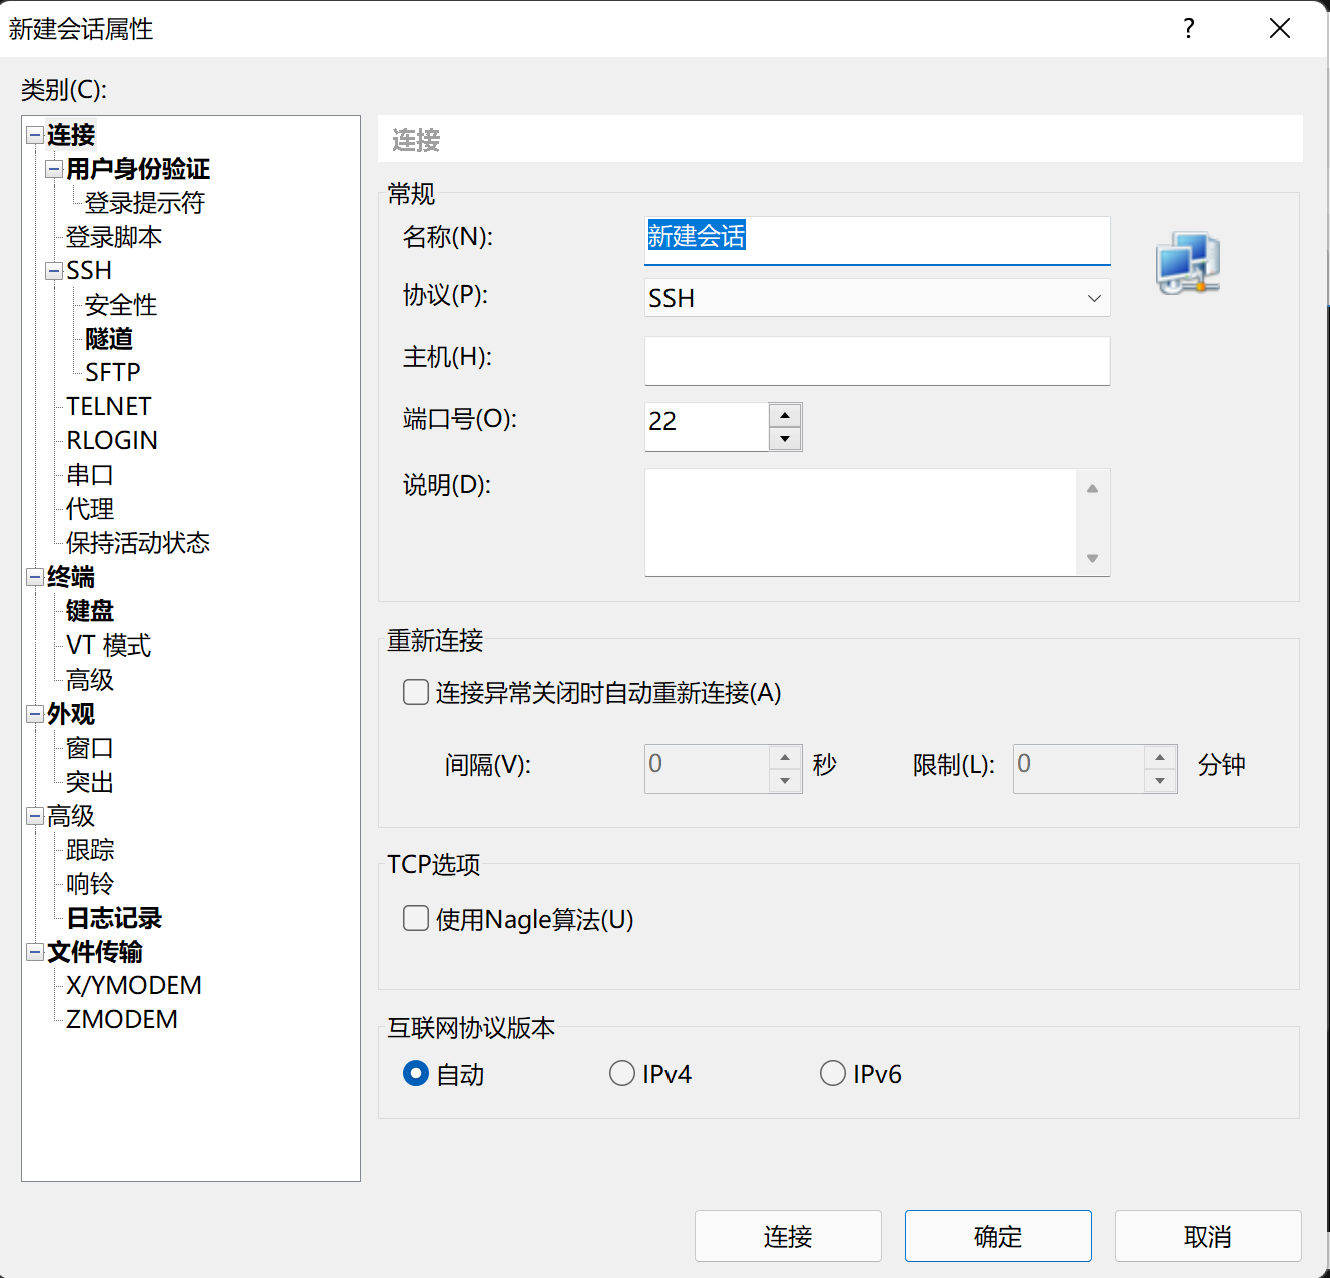 新建会话属性
?
类别(C):
连接
用户身份验证
登录提示符
登录脚本
SSH
安全性
隧道
SFTP
TELNET
RLOGIN
串口
代理
保持活动状态
终端
键盘
VT 模式
高级
外观
窗口
突出
高级
跟踪
响铃
日志记录
文件传输
X/YMODEM
ZMODEM
连接
常规
名称(N): 新建会话
协议(P): SSH
主机(H):
端口号(O): 22
说明(D):
重新连接
连接异常关闭时自动重新连接(A)
间隔(V): 0 秒 限制(L): 0 分钟
TCP选项
使用Nagle算法(U)
互联网协议版本
自动 IPv4 IPv6
连接 确定 取消